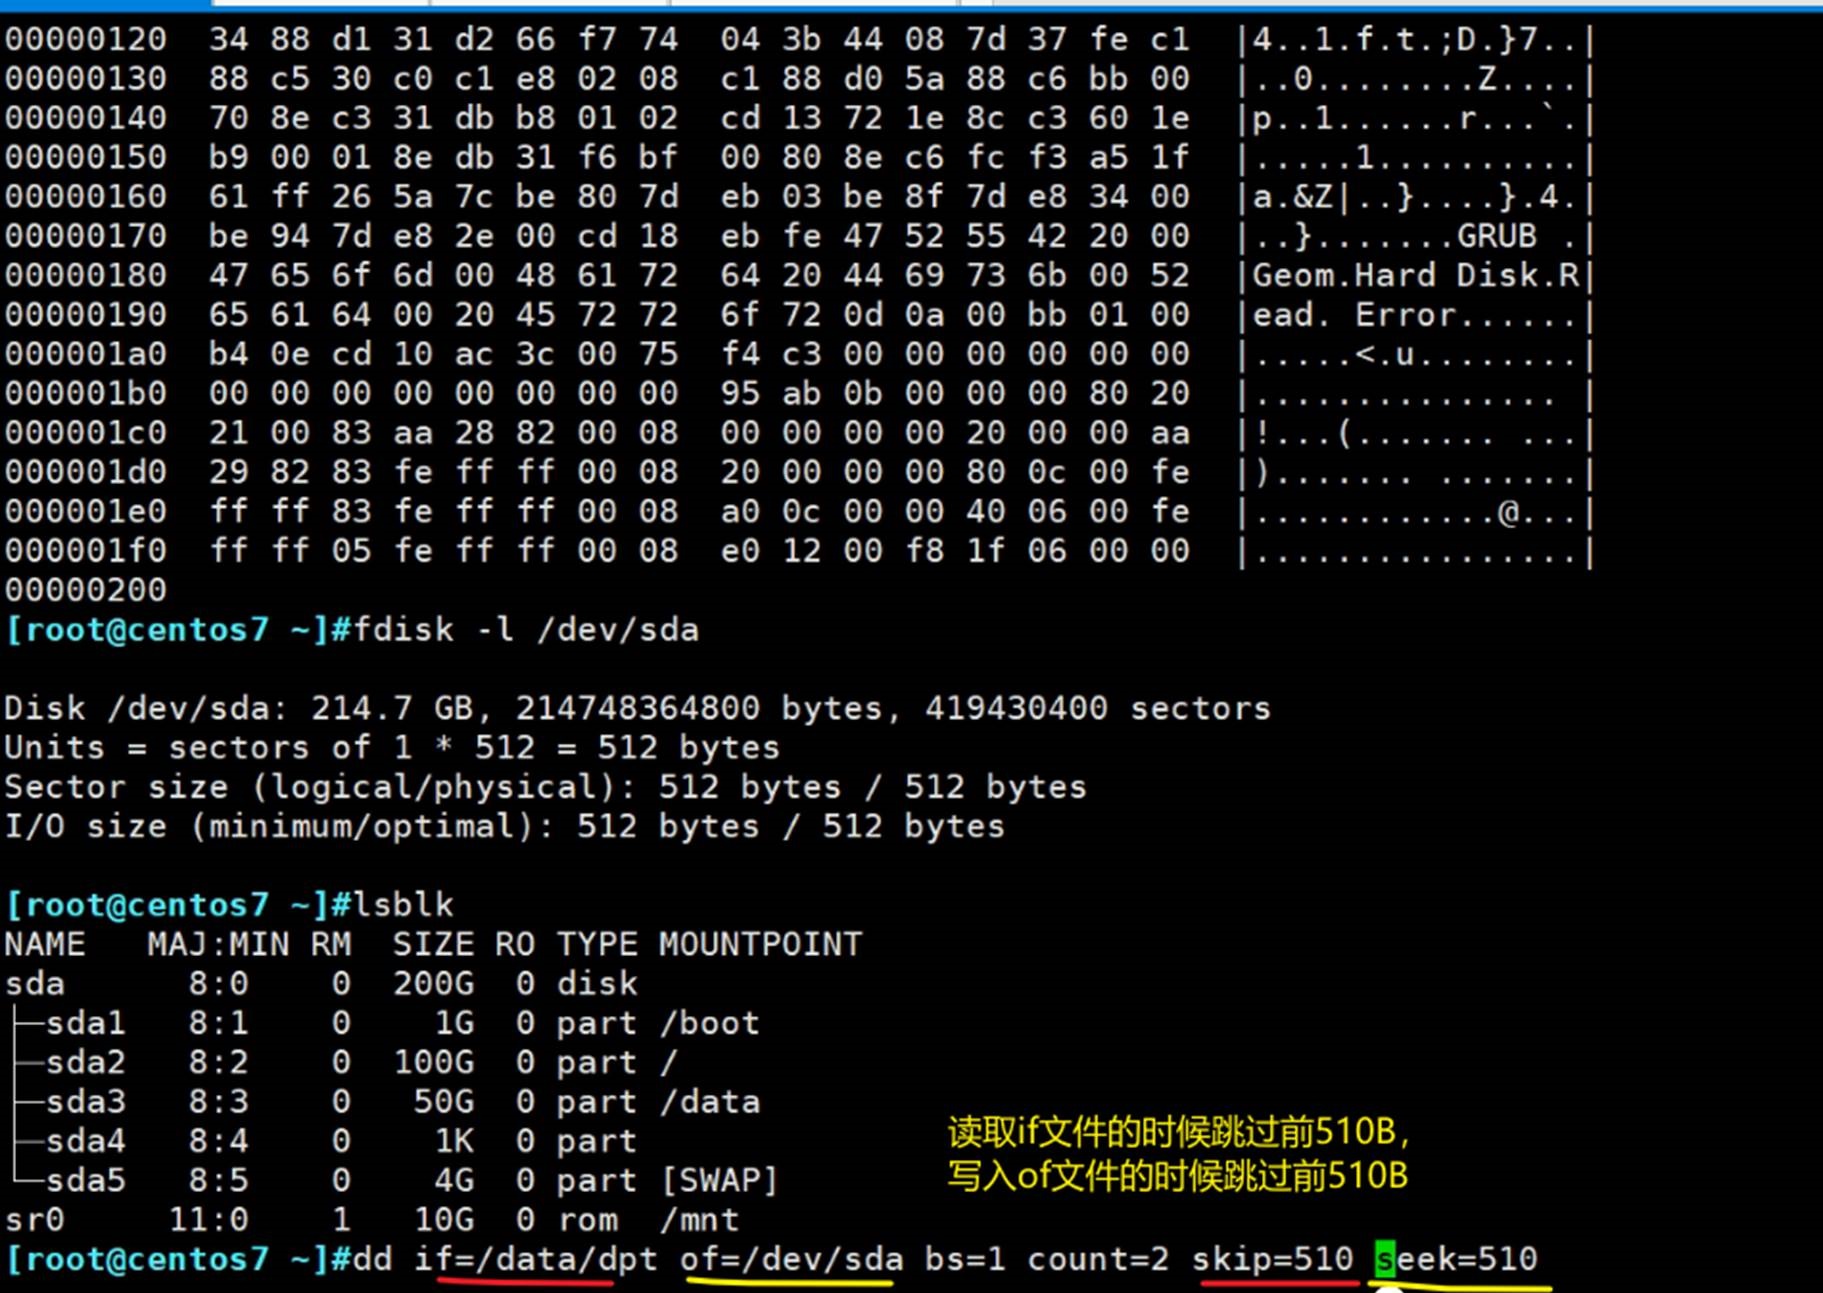 00000120  34 88 d1 31 d2 66 f7 74  04 3b 44 08 7d 37 fe c1  |4..1.f.t.;D.}7..|
00000130  88 c5 30 c0 c1 e8 02 08  c1 88 d0 5a 88 c6 bb 00  |..0........Z....|
00000140  70 8e c3 31 db b8 01 02  cd 13 72 1e 8c c3 60 1e  |p..1......r...`.|
00000150  b9 00 01 8e db 31 f6 bf  00 80 8e c6 fc f3 a5 1f  |.....1..........|
00000160  61 ff 26 5a 7c be 80 7d  eb 03 be 8f 7d e8 34 00  |a.&Z|..}....}.4.|
00000170  be 94 7d e8 2e 00 cd 18  eb fe 47 52 55 42 20 00  |..}.......GRUB .|
00000180  47 65 6f 6d 00 48 61 72  64 20 44 69 73 6b 00 52  |Geom.Hard Disk.R|
00000190  65 61 64 00 20 45 72 72  6f 72 0d 0a 00 bb 01 00  |ead. Error......|
000001a0  b4 0e cd 10 ac 3c 00 75  f4 c3 00 00 00 00 00 00  |.....<.u........|
000001b0  00 00 00 00 00 00 00 00  95 ab 0b 00 00 00 80 20  |............... |
000001c0  21 00 83 aa 28 82 00 08  00 00 00 00 20 00 00 aa  |!...(....... ...|
000001d0  29 82 83 fe ff ff 00 08  20 00 00 00 80 0c 00 fe  |)....... .......|
000001e0  ff ff 83 fe ff ff 00 08  a0 0c 00 00 40 06 00 fe  |............@...|
000001f0  ff ff 05 fe ff ff 00 08  e0 12 00 f8 1f 06 00 00  |................|
00000200
[root@centos7 ~]#fdisk -l /dev/sda
Disk /dev/sda: 214.7 GB, 214748364800 bytes, 419430400 sectors
Units = sectors of 1 * 512 = 512 bytes
Sector size (logical/physical): 512 bytes / 512 bytes
I/O size (minimum/optimal): 512 bytes / 512 bytes
[root@centos7 ~]#lsblk
NAME   MAJ:MIN RM  SIZE RO TYPE MOUNTPOINT
sda      8:0    0  200G  0 disk
├─sda1   8:1    0    1G  0 part /boot
├─sda2   8:2    0  100G  0 part /
├─sda3   8:3    0   50G  0 part /data
├─sda4   8:4    0    1K  0 part
└─sda5   8:5    0    4G  0 part [SWAP]
sr0     11:0    1   10G  0 rom  /mnt
读取if文件的时候跳过前510B，
写入of文件的时候跳过前510B
[root@centos7 ~]#dd if=/data/dpt of=/dev/sda bs=1 count=2 skip=510 seek=510